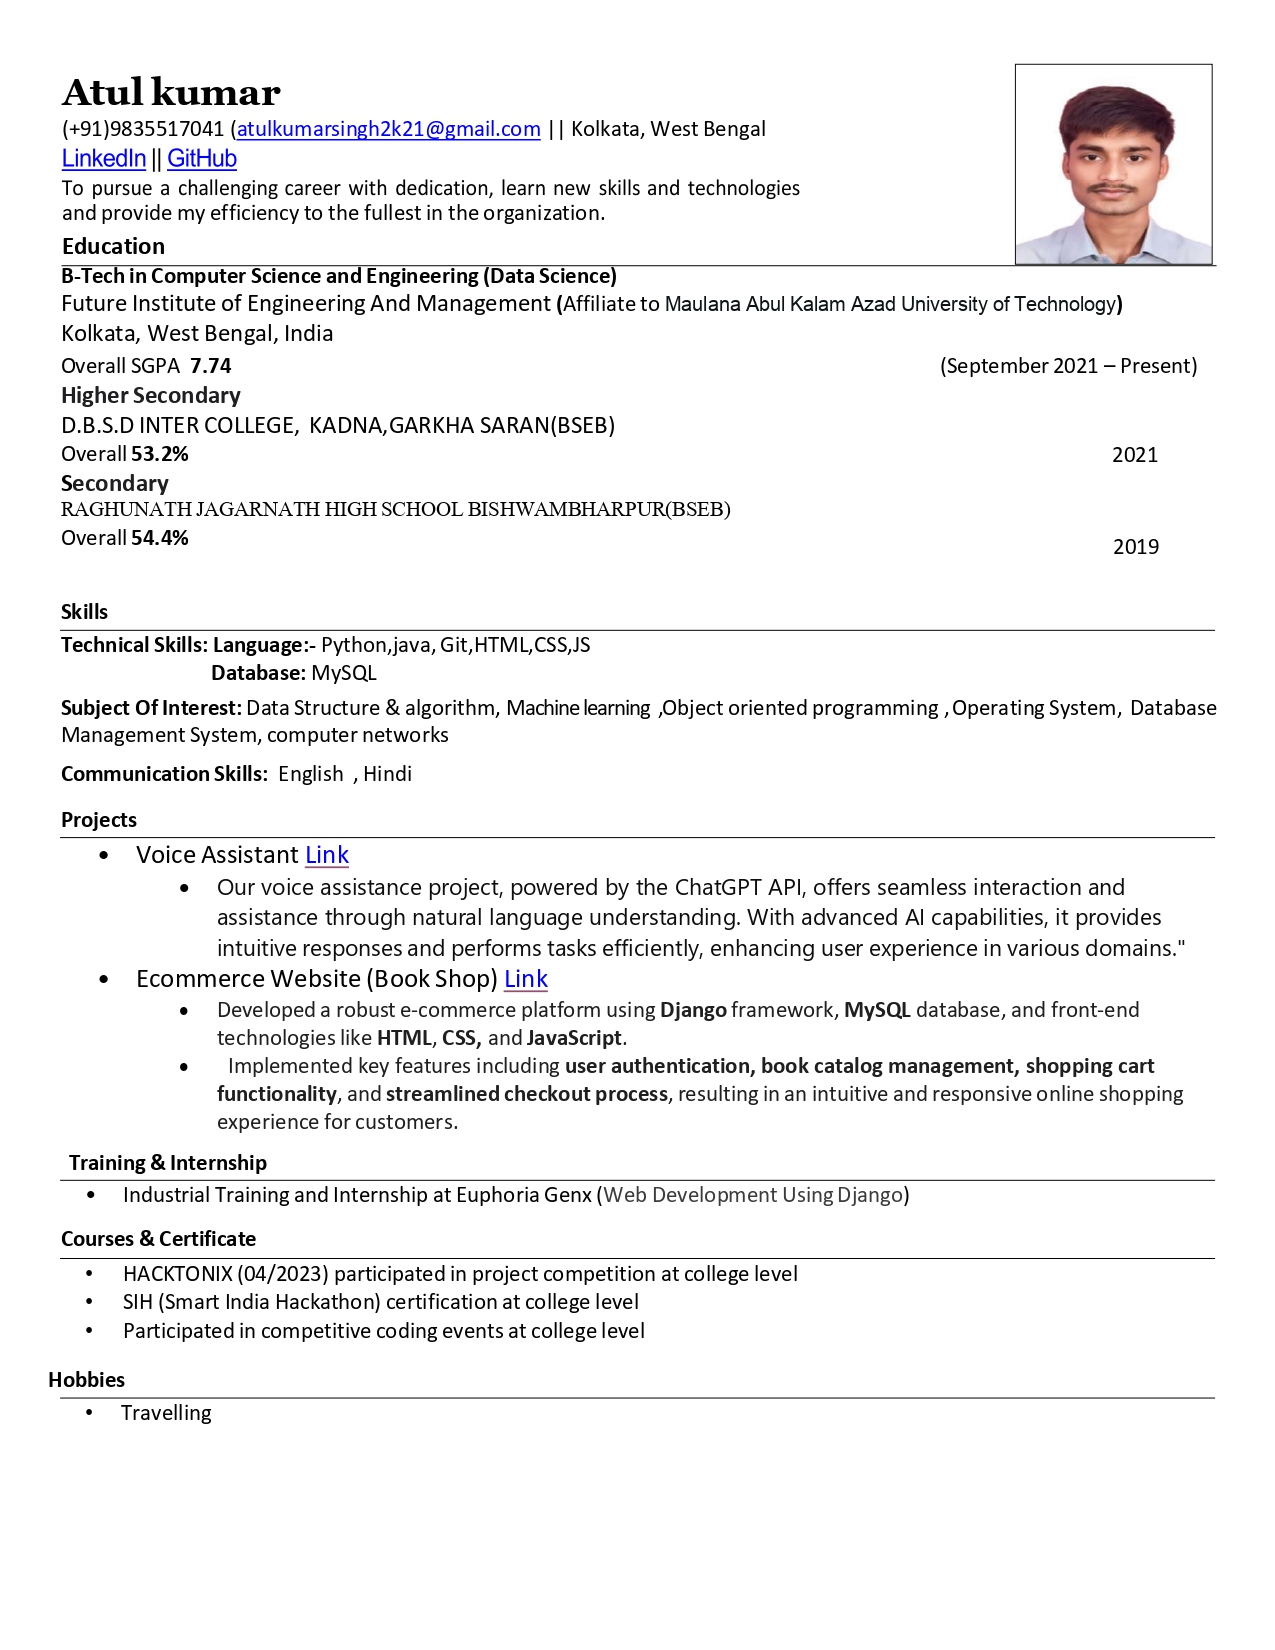 Atul kumar
(+91)9835517041 (atulkumarsingh2k21@gmail.com || Kolkata, West Bengal
LinkedIn || GitHub
To pursue a challenging career with dedication, learn new skills and technologies
and provide my efficiency to the fullest in the organization.
Education
B-Tech in Computer Science and Engineering (Data Science)
Future Institute of Engineering And Management (Affiliate to Maulana Abul Kalam Azad University of Technology)
Kolkata, West Bengal, India
Overall SGPA 7.74 (September 2021 – Present)
Higher Secondary
D.B.S.D INTER COLLEGE, KADNA,GARKHA SARAN(BSEB)
Overall 53.2% 2021
Secondary
RAGHUNATH JAGARNATH HIGH SCHOOL BISHWAMBHARPUR(BSEB)
Overall 54.4% 2019
Skills
Technical Skills: Language:- Python,java, Git,HTML,CSS,JS
Database: MySQL
Subject Of Interest: Data Structure & algorithm, Machine learning ,Object oriented programming , Operating System, Database
Management System, computer networks
Communication Skills: English , Hindi
Projects
• Voice Assistant Link
• Our voice assistance project, powered by the ChatGPT API, offers seamless interaction and
assistance through natural language understanding. With advanced AI capabilities, it provides
intuitive responses and performs tasks efficiently, enhancing user experience in various domains."
• Ecommerce Website (Book Shop) Link
• Developed a robust e-commerce platform using Django framework, MySQL database, and front-end
technologies like HTML, CSS, and JavaScript.
• Implemented key features including user authentication, book catalog management, shopping cart
functionality, and streamlined checkout process, resulting in an intuitive and responsive online shopping
experience for customers.
Training & Internship
• Industrial Training and Internship at Euphoria Genx (Web Development Using Django)
Courses & Certificate
• HACKTONIX (04/2023) participated in project competition at college level
• SIH (Smart India Hackathon) certification at college level
• Participated in competitive coding events at college level
Hobbies
• Travelling